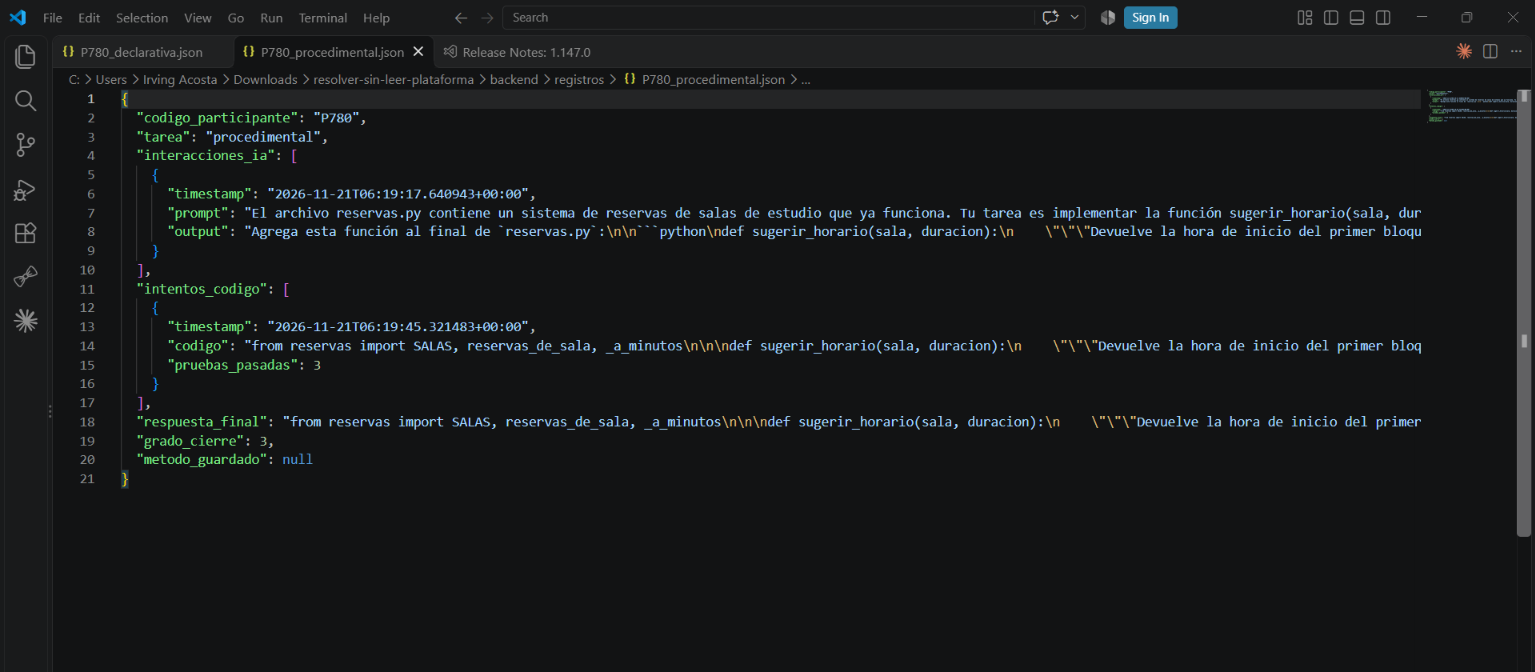 File Edit Selection View Go Run Terminal Help Search Sign In
{} P780_declarativa.json {} P780_procedimental.json Release Notes: 1.147.0
C: > Users > Irving Acosta > Downloads > resolver-sin-leer-plataforma > backend > registros > {} P780_procedimental.json > ...
1 {
2 "codigo_participante": "P780",
3 "tarea": "procedimental",
4 "interacciones_ia": [
5 {
6 "timestamp": "2026-11-21T06:19:17.640943+00:00",
7 "prompt": "El archivo reservas.py contiene un sistema de reservas de salas de estudio que ya funciona. Tu tarea es implementar la función sugerir_horario(sala, dur
8 "output": "Agrega esta función al final de `reservas.py`:\n\n```python\ndef sugerir_horario(sala, duracion):\n    \"\"\"Devuelve la hora de inicio del primer bloqu
9 }
10 ],
11 "intentos_codigo": [
12 {
13 "timestamp": "2026-11-21T06:19:45.321483+00:00",
14 "codigo": "from reservas import SALAS, reservas_de_sala, _a_minutos\n\n\ndef sugerir_horario(sala, duracion):\n    \"\"\"Devuelve la hora de inicio del primer bloq
15 "pruebas_pasadas": 3
16 }
17 ],
18 "respuesta_final": "from reservas import SALAS, reservas_de_sala, _a_minutos\n\n\ndef sugerir_horario(sala, duracion):\n    \"\"\"Devuelve la hora de inicio del primer
19 "grado_cierre": 3,
20 "metodo_guardado": null
21 }